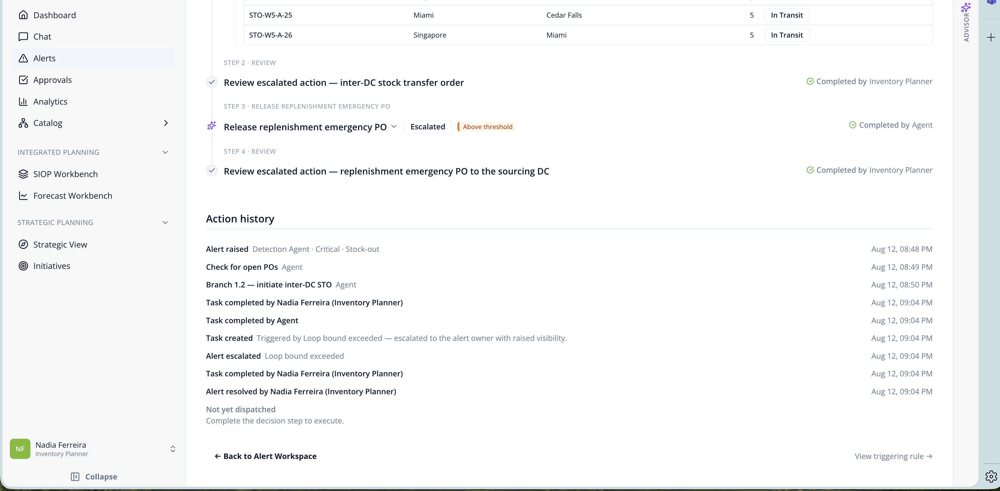 Dashboard
Chat
Alerts
Approvals
Analytics
Catalog
INTEGRATED PLANNING
SIOP Workbench
Forecast Workbench
STRATEGIC PLANNING
Strategic View
Initiatives
NF
Nadia Ferreira
Inventory Planner
Collapse
STO-W5-A-25 Miami Cedar Falls 5 In Transit
STO-W5-A-26 Singapore Miami 5 In Transit
STEP 2 · REVIEW
Review escalated action — inter-DC stock transfer order Completed by Inventory Planner
STEP 3 · RELEASE REPLENISHMENT EMERGENCY PO
Release replenishment emergency PO Escalated Above threshold Completed by Agent
STEP 4 · REVIEW
Review escalated action — replenishment emergency PO to the sourcing DC Completed by Inventory Planner
Action history
Alert raised Detection Agent · Critical · Stock-out Aug 12, 08:48 PM
Check for open POs Agent Aug 12, 08:49 PM
Branch 1.2 — initiate inter-DC STO Agent Aug 12, 08:50 PM
Task completed by Nadia Ferreira (Inventory Planner) Aug 12, 09:04 PM
Task completed by Agent Aug 12, 09:04 PM
Task created Triggered by Loop bound exceeded — escalated to the alert owner with raised visibility. Aug 12, 09:04 PM
Alert escalated Loop bound exceeded Aug 12, 09:04 PM
Task completed by Nadia Ferreira (Inventory Planner) Aug 12, 09:04 PM
Alert resolved by Nadia Ferreira (Inventory Planner) Aug 12, 09:04 PM
Not yet dispatched
Complete the decision step to execute.
← Back to Alert Workspace View triggering rule →
ADVISOR